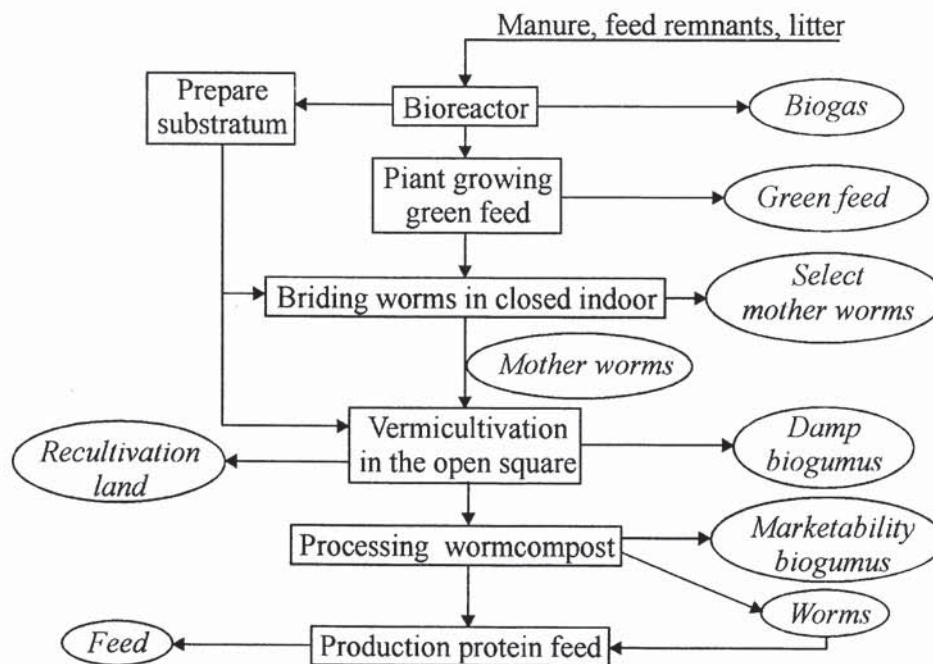 Manure, feed remnants, litter
Prepare
substratum
Bioreactor
Biogas
Piant growing
green feed
Green feed
Briding worms in closed indoor
Select
mother worms
Mother worms
Vermicultivation
in the open square
Recultivation
land
Damp
biogumus
Processing wormcompost
Marketability
biogumus
Worms
Feed
Production protein feed